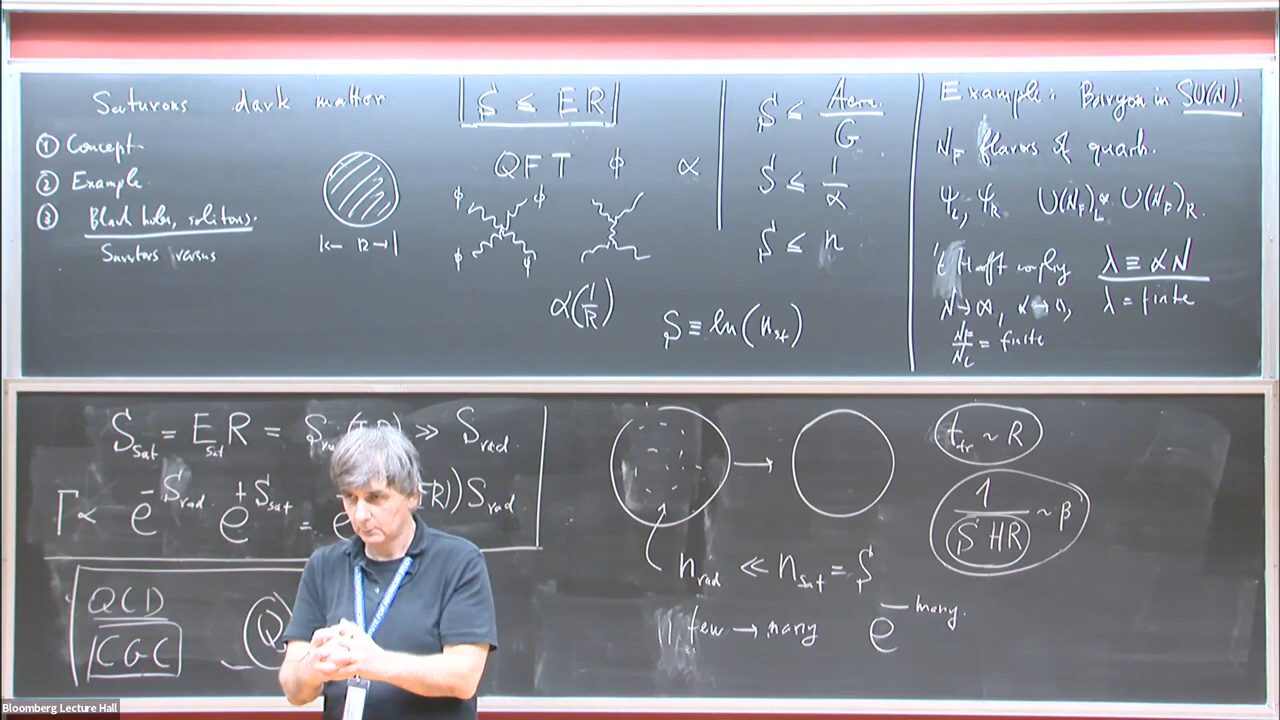 Saturons dark matter
① Concept
② Example
③ Black holes, solitons.
Saturons versus
|← R →|
S ≤ ER
QFT ϕ α
ϕ ϕ
ϕ ϕ
α(1/R)
S ≡ ln(n_st)
S ≤ Area/G
S ≤ 1/α
S ≤ n
Example: Baryon in SU(N).
N_F flavors of quarks.
ψ_L, ψ_R U(N_F)_L × U(N_F)_R.
't Hooft coupling λ ≡ αN
N→∞, α→0, λ = finite
N_F/N_C = finite
S_sat = E_sat R = S ≫ S_rad
Γ ∝ e^{-S_rad} e^{+S_sat} = e S_rad
QCD
CGC
Q
n_rad ≪ n_sat = S
few → many e^{-many}
t_tr ~ R
1/(S HR) ~ β
Bloomberg Lecture Hall